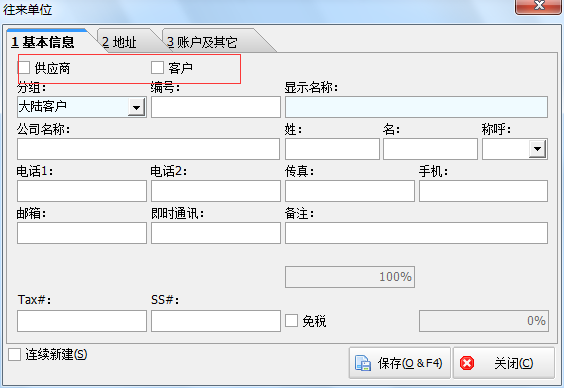 往来单位
1 基本信息 2 地址 3 账户及其它
供应商 客户
分组: 编号: 显示名称:
大陆客户
公司名称: 姓: 名: 称呼:
电话1: 电话2: 传真: 手机:
邮箱: 即时通讯: 备注:
100%
Tax#: SS#:
免税 0%
连续新建(S)
保存(O & F4) 关闭(C)